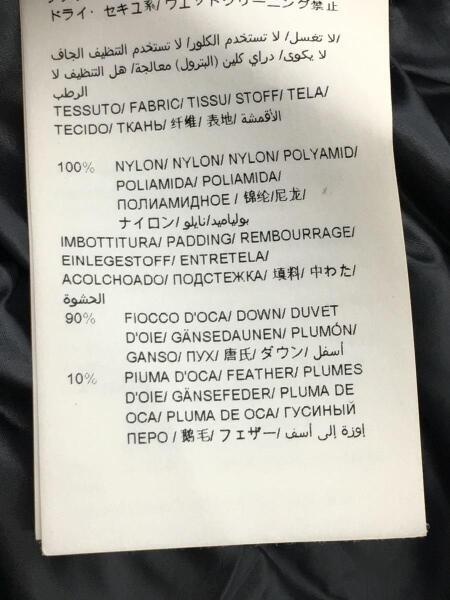 ドライ・セキユ系/ウエットクリーニング禁止
/لا تغسل/ لا تستخدم الكلور/ لا تستخدم التنظيف الجاف
لا يكوى/ دراي كلين (البترول) معالجة/ هل التنظيف لا
الرطب
TESSUTO/ FABRIC/ TISSU/ STOFF/ TELA/
TECIDO/ ТКАНЬ/ 纤维/ 表地/ الأقمشة/
100% NYLON/ NYLON/ NYLON/ POLYAMID/
POLIAMIDA/ POLIAMIDA/
ПОЛИАМИДНОЕ / 锦纶/尼龙/
ナイロン/ بولياميد/نايلو/
IMBOTTITURA/ PADDING/ REMBOURRAGE/
EINLEGESTOFF/ ENTRETELA/
ACOLCHOADO/ ПОДСТЕЖКА/ 填料/ 中わた/
الحشوة
90% FIOCCO D'OCA/ DOWN/ DUVET
D'OIE/ GÄNSEDAUNEN/ PLUMÓN/
GANSO/ ПУХ/ 唐氏/ ダウン/ أسفل/
10% PIUMA D'OCA/ FEATHER/ PLUMES
D'OIE/ GÄNSEFEDER/ PLUMA DE
OCA/ PLUMA DE OCA/ ГУСИНЫЙ
ПЕРО / 鹅毛/ フェザー/ إوزة إلى أسف/